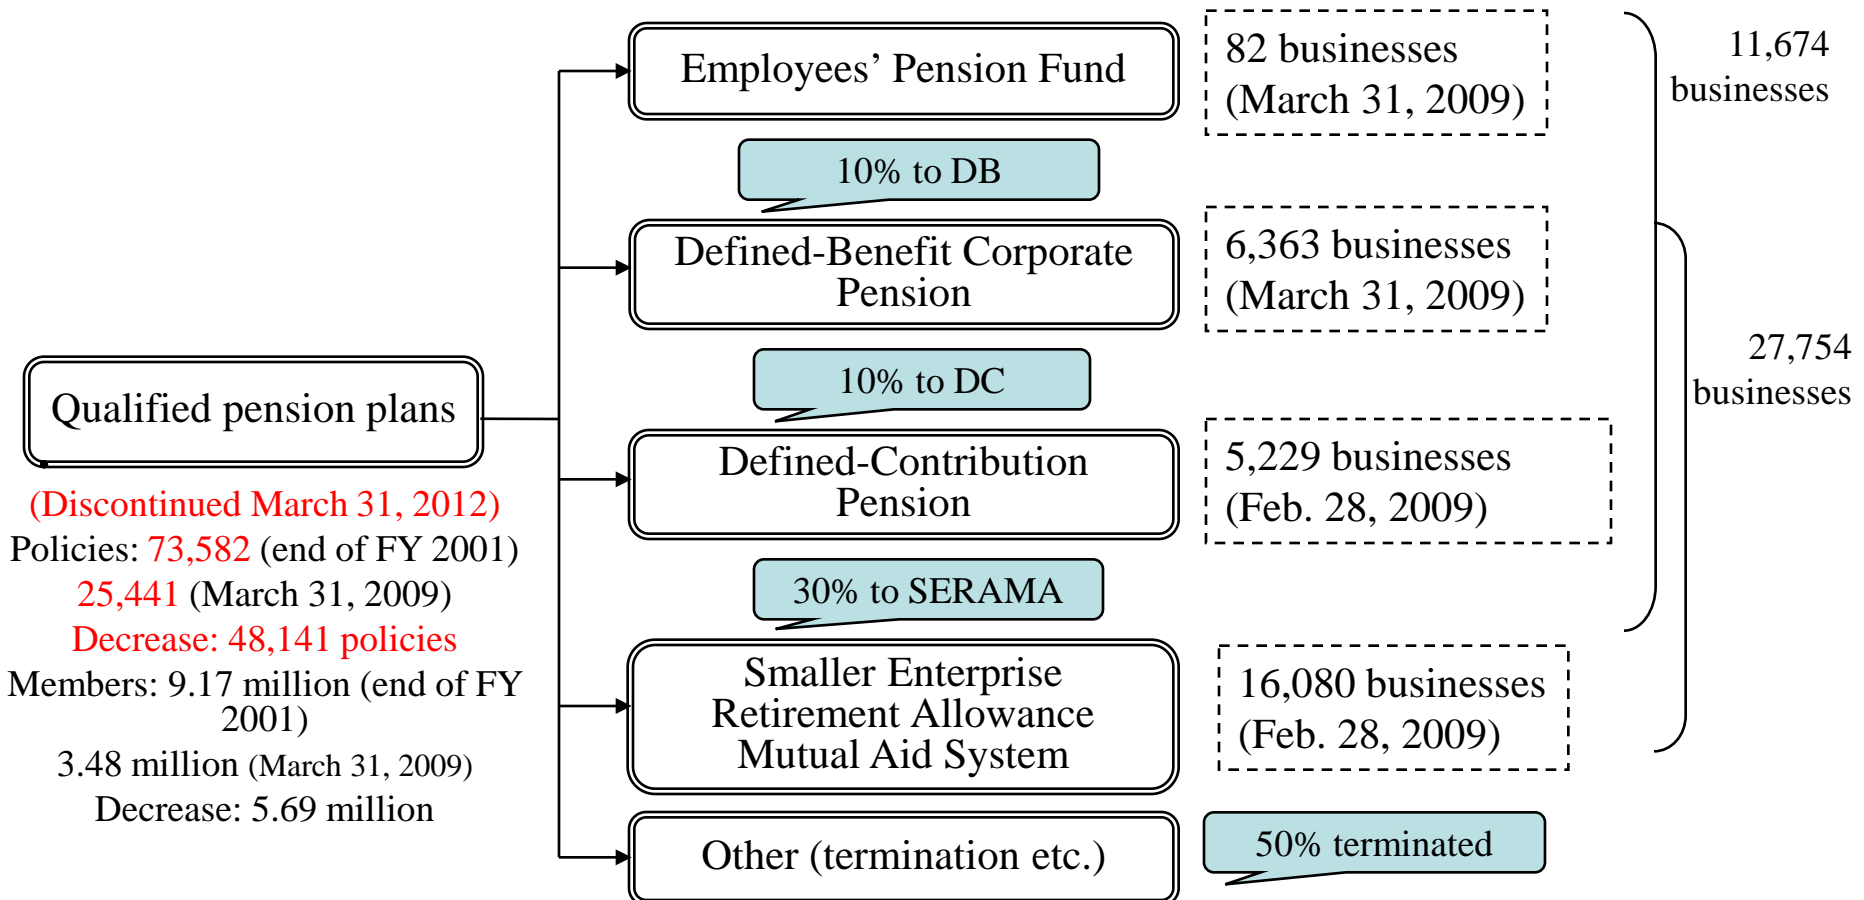 Qualified pension plans
(Discontinued March 31, 2012)
Policies: 73,582 (end of FY 2001)
25,441 (March 31, 2009)
Decrease: 48,141 policies
Members: 9.17 million (end of FY
2001)
3.48 million (March 31, 2009)
Decrease: 5.69 million
Employees’ Pension Fund
82 businesses
(March 31, 2009)
10% to DB
Defined-Benefit Corporate
Pension
6,363 businesses
(March 31, 2009)
10% to DC
Defined-Contribution
Pension
5,229 businesses
(Feb. 28, 2009)
30% to SERAMA
Smaller Enterprise
Retirement Allowance
Mutual Aid System
16,080 businesses
(Feb. 28, 2009)
Other (termination etc.)
50% terminated
11,674
businesses
27,754
businesses